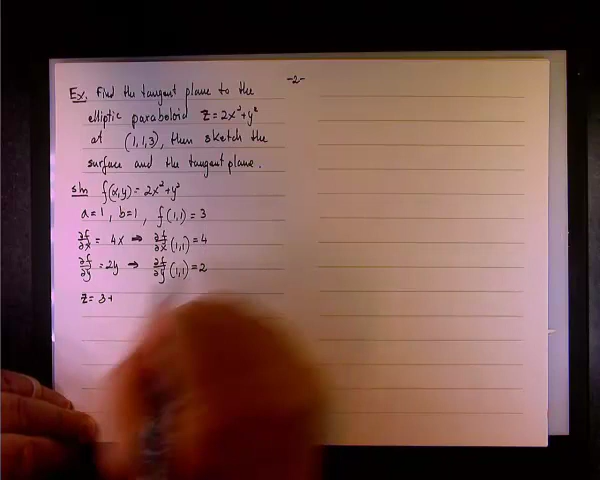 -2-
Ex. Find the tangent plane to the
elliptic paraboloid z = 2x² + y²
at (1,1,3), then sketch the
surface and the tangent plane.
sln f(x,y) = 2x² + y²
a = 1, b = 1, f(1,1) = 3
∂f/∂x = 4x ⇒ ∂f/∂x (1,1) = 4
∂f/∂y = 2y ⇒ ∂f/∂y (1,1) = 2
z = 3 +